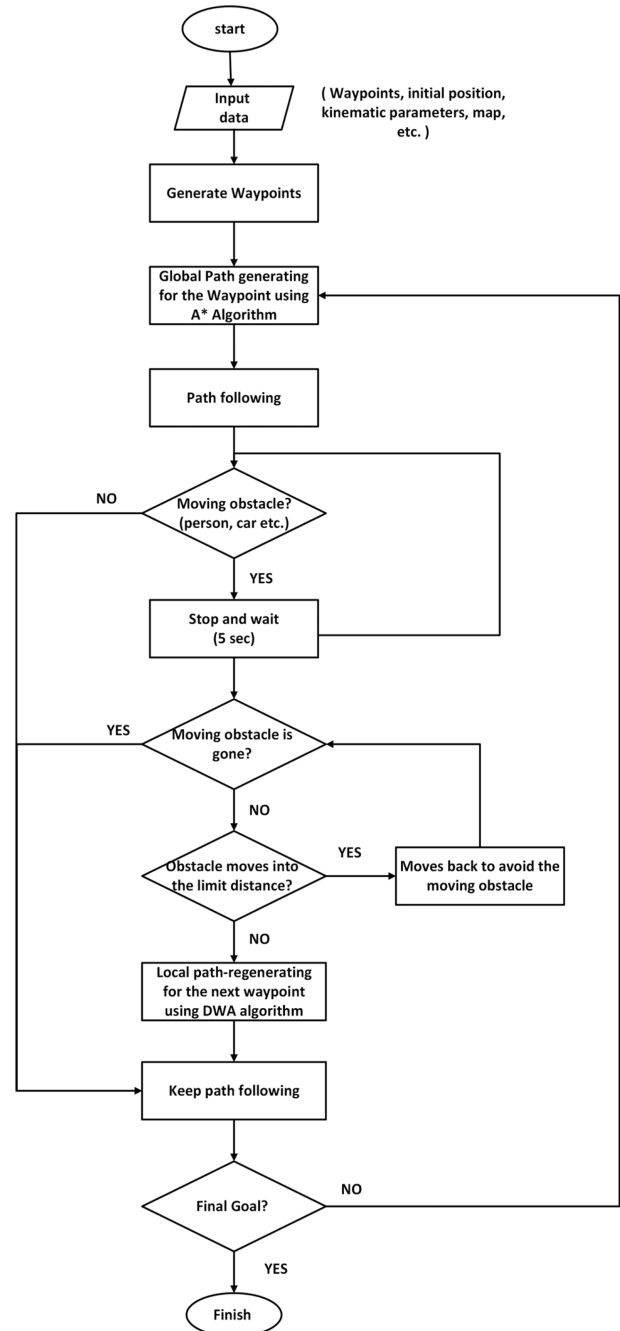 start
Input
data
( Waypoints, initial position,
kinematic parameters, map,
etc. )
Generate Waypoints
Global Path generating
for the Waypoint using
A* Algorithm
Path following
NO
Moving obstacle?
(person, car etc.)
YES
Stop and wait
(5 sec)
YES
Moving obstacle is
gone?
NO
Obstacle moves into
the limit distance?
YES
Moves back to avoid the
moving obstacle
NO
Local path-regenerating
for the next waypoint
using DWA algorithm
Keep path following
Final Goal?
NO
YES
Finish